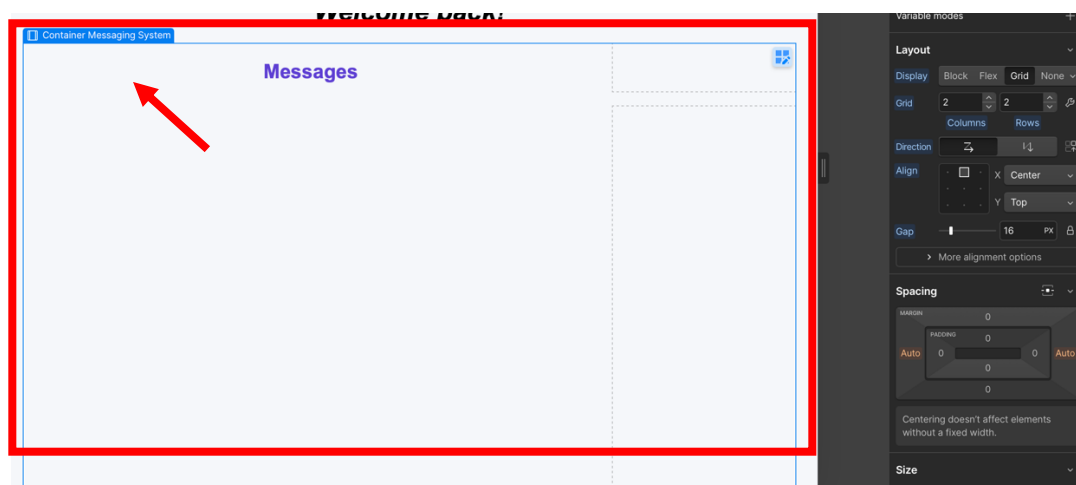 Welcome back!
Container Messaging System
Messages
Variable modes
Layout
Display Block Flex Grid None
Grid 2 2
Columns Rows
Direction
Align X Center
Y Top
Gap 16 PX
More alignment options
Spacing
MARGIN 0
PADDING 0
Auto 0 0 Auto
0
0
Centering doesn't affect elements
without a fixed width.
Size